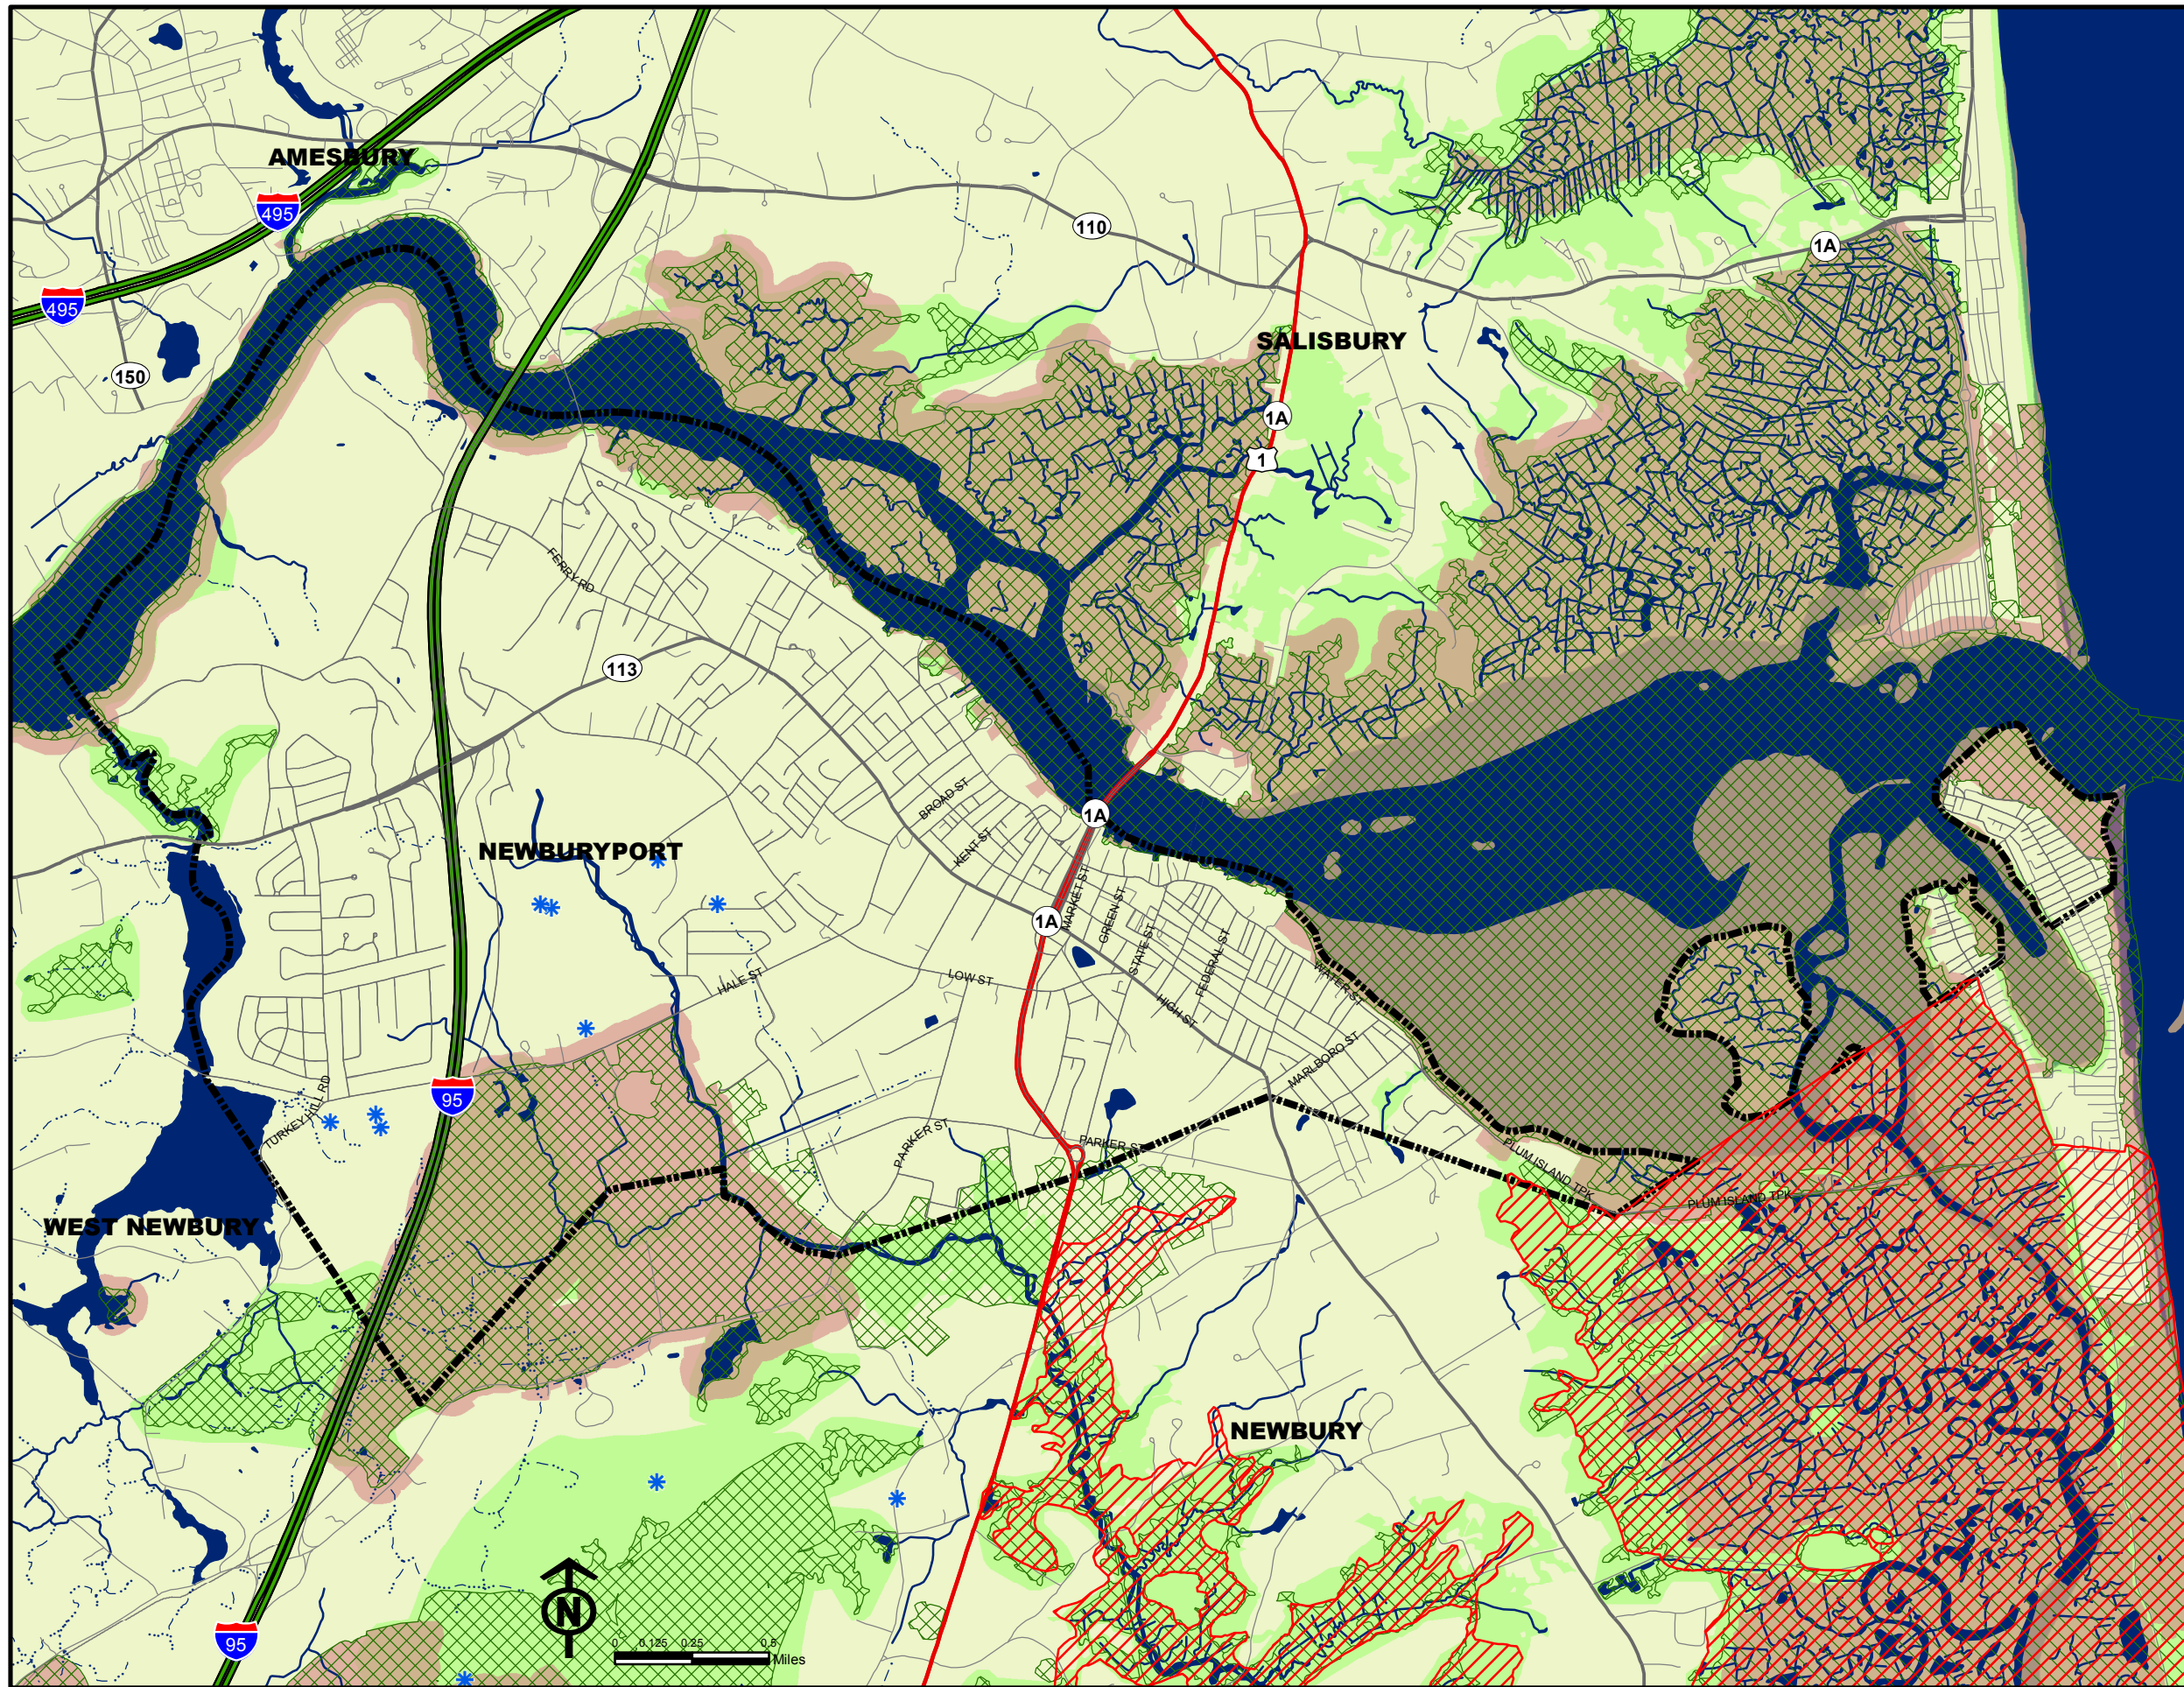 AMESBURY
495
110
1A
495
SALISBURY
150
1A
1
FERRY RD
113
BROAD ST
1A
KENT ST
NEWBURYPORT
MARKET ST
GREEN ST
1A
STATE ST
FEDERAL ST
WATER ST
HALE ST
LOW ST
HIGH ST
MARLBORO ST
95
TURKEY HILL RD
PARKER ST
PARKER ST
PLUM ISLAND TPK
PLUM ISLAND TPK
WEST NEWBURY
NEWBURY
N
95
0 0.125 0.25 0.5
Miles